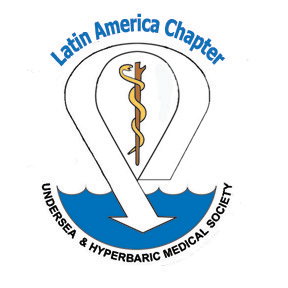 Latin America Chapter
UNDERSEA & HYPERBARIC MEDICAL SOCIETY